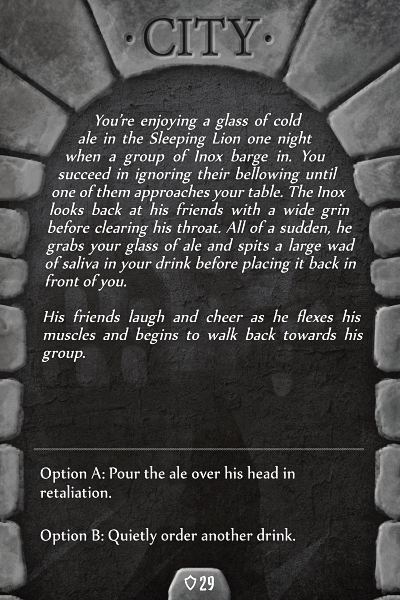 · CITY ·
You're enjoying a glass of cold
ale in the Sleeping Lion one night
when a group of Inox barge in. You
succeed in ignoring their bellowing until
one of them approaches your table. The Inox
looks back at his friends with a wide grin
before clearing his throat. All of a sudden, he
grabs your glass of ale and spits a large wad
of saliva in your drink before placing it back in
front of you.
His friends laugh and cheer as he flexes his
muscles and begins to walk back towards his
group.
Option A: Pour the ale over his head in
retaliation.
Option B: Quietly order another drink.
29